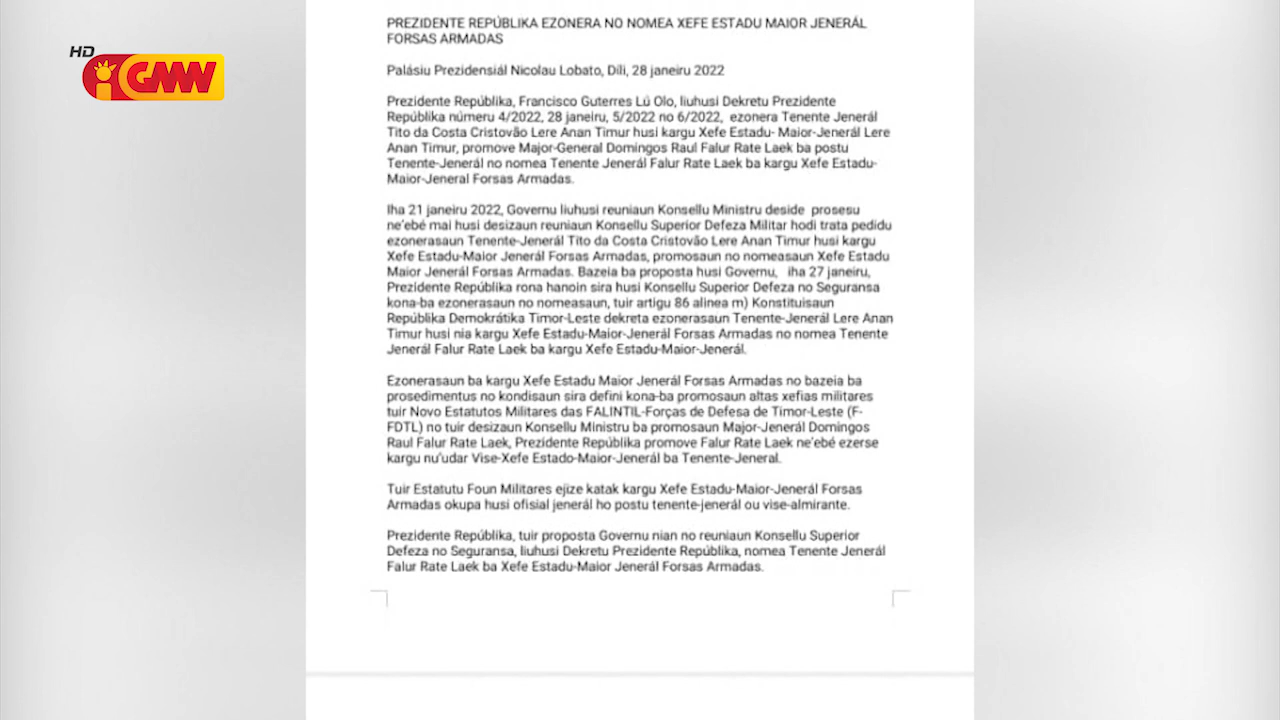 HD
iGMW
PREZIDENTE REPÚBLIKA EZONERA NO NOMEA XEFE ESTADU MAIOR JENERÁL
FORSAS ARMADAS
Palásiu Prezidensiál Nicolau Lobato, Díli, 28 janeiru 2022
Prezidente Repúblika, Francisco Guterres Lú Olo, liuhusi Dekretu Prezidente
Repúblika númeru 4/2022, 28 janeiru, 5/2022 no 6/2022, ezonera Tenente Jenerál
Tito da Costa Cristovão Lere Anan Timur husi kargu Xefe Estadu- Maior-Jenerál Lere
Anan Timur, promove Major-General Domingos Raul Falur Rate Laek ba postu
Tenente-Jenerál no nomea Tenente Jenerál Falur Rate Laek ba kargu Xefe Estadu-
Maior-Jeneral Forsas Armadas.
Iha 21 janeiru 2022, Governu liuhusi reuniaun Konsellu Ministru deside prosesu
ne'ebé mai husi desizaun reuniaun Konsellu Superior Defeza Militar hodi trata pedidu
ezonerasaun Tenente-Jenerál Tito da Costa Cristovão Lere Anan Timur husi kargu
Xefe Estadu-Maior Jenerál Forsas Armadas, promosaun no nomeasaun Xefe Estadu
Maior Jenerál Forsas Armadas. Bazeia ba proposta husi Governu, iha 27 janeiru,
Prezidente Repúblika rona hanoin sira husi Konsellu Superior Defeza no Seguransa
kona-ba ezonerasaun no nomeasaun, tuir artigu 86 alinea m) Konstituisaun
Repúblika Demokrátika Timor-Leste dekreta ezonerasaun Tenente-Jenerál Lere Anan
Timur husi nia kargu Xefe Estadu-Maior-Jenerál Forsas Armadas no nomea Tenente
Jenerál Falur Rate Laek ba kargu Xefe Estadu-Maior-Jenerál.
Ezonerasaun ba kargu Xefe Estadu Maior Jenerál Forsas Armadas no bazeia ba
prosedimentus no kondisaun sira defini kona-ba promosaun altas xefias militares
tuir Novo Estatutos Militares das FALINTIL-Forças de Defesa de Timor-Leste (F-
FDTL) no tuir desizaun Konsellu Ministru ba promosaun Major-Jenerál Domingos
Raul Falur Rate Laek, Prezidente Repúblika promove Falur Rate Laek ne'ebé ezerse
kargu nu'udar Vise-Xefe Estado-Maior-Jenerál ba Tenente-Jeneral.
Tuir Estatutu Foun Militares ejize katak kargu Xefe Estadu-Maior-Jenerál Forsas
Armadas okupa husi ofisial jenerál ho postu tenente-jenerál ou vise-almirante.
Prezidente Repúblika, tuir proposta Governu nian no reuniaun Konsellu Superior
Defeza no Seguransa, liuhusi Dekretu Prezidente Repúblika, nomea Tenente Jenerál
Falur Rate Laek ba Xefe Estadu-Maior Jenerál Forsas Armadas.